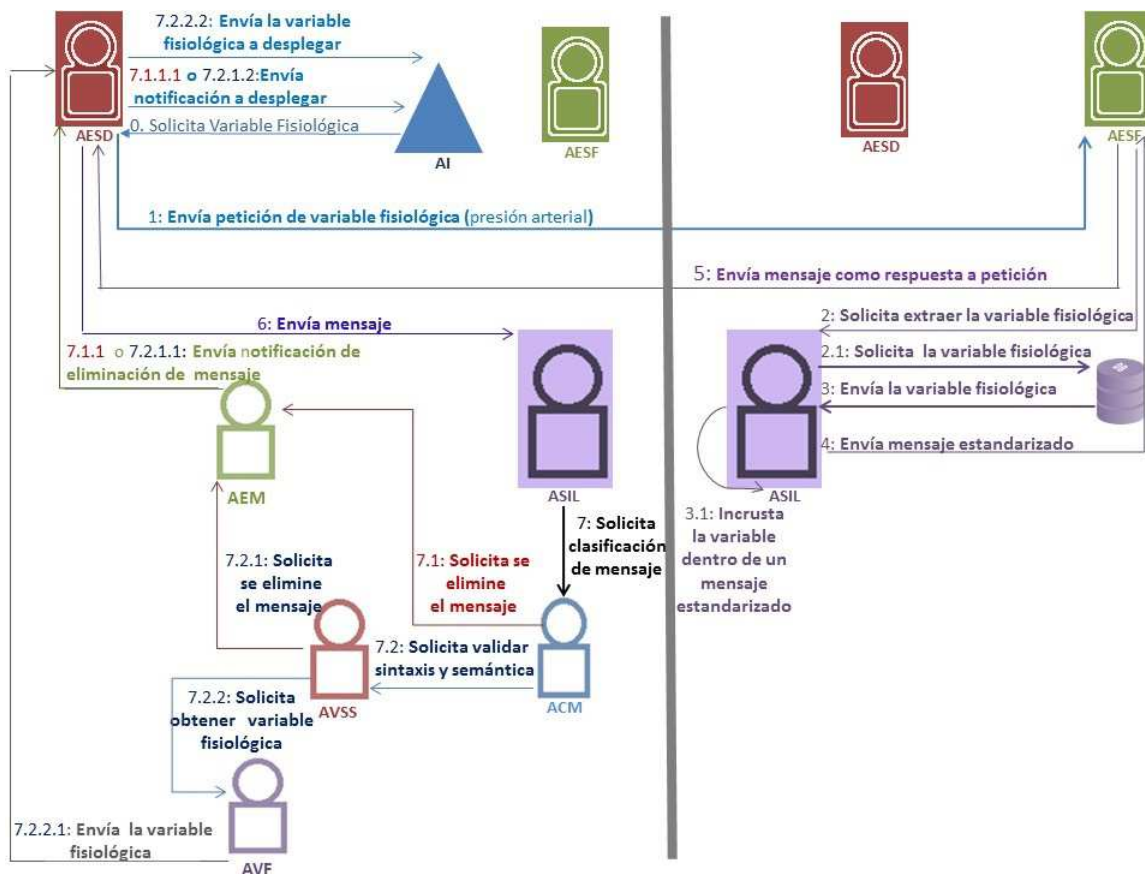 7.2.2.2: Envía la variable
fisiológica a desplegar
7.1.1.1 o 7.2.1.2:Envía
notificación a desplegar
0. Solicita Variable Fisiológica
AESD
AI
AESF
AESD
AESF
1: Envía petición de variable fisiológica (presión arterial)
5: Envía mensaje como respuesta a petición
6: Envía mensaje
2: Solicita extraer la variable fisiológica
7.1.1 o 7.2.1.1: Envía notificación de
eliminación de mensaje
2.1: Solicita la variable fisiológica
3: Envía la variable fisiológica
4: Envía mensaje estandarizado
AEM
ASIL
ASIL
7: Solicita
clasificación
de mensaje
3.1: Incrusta
la variable
dentro de un
mensaje
estandarizado
7.2.1: Solicita
se elimine
el mensaje
7.1: Solicita se
elimine
el mensaje
7.2: Solicita validar
sintaxis y semántica
AVSS
ACM
7.2.2: Solicita
obtener variable
fisiológica
7.2.2.1: Envía la variable
fisiológica
AVF